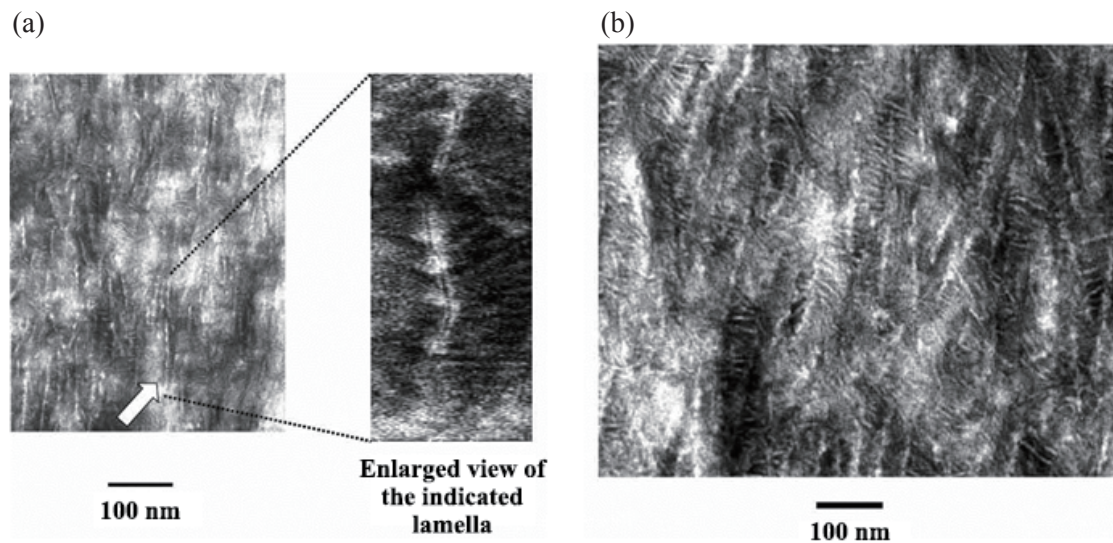 (a)
(b)
100 nm
Enlarged view of
the indicated
lamella
100 nm